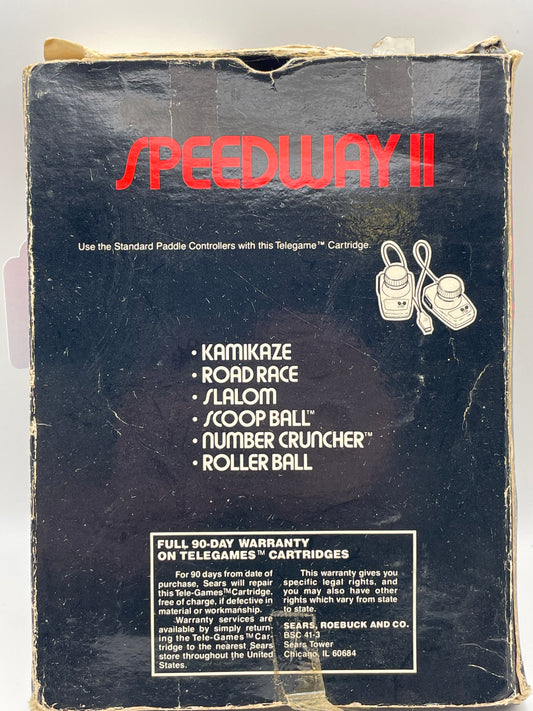 SPEEDWAY II
Use the Standard Paddle Controllers with this Telegame™ Cartridge.
• KAMIKAZE
• ROAD RACE
• SLALOM
• SCOOP BALL™
• NUMBER CRUNCHER™
• ROLLER BALL
FULL 90-DAY WARRANTY
ON TELEGAMES™ CARTRIDGES
For 90 days from date of
purchase, Sears will repair
this Tele-Games™ Cartridge,
free of charge, if defective in
material or workmanship.
Warranty services are
available by simply return-
ing the Tele-Games™ Car-
tridge to the nearest Sears
store throughout the United
States.
This warranty gives you
specific legal rights, and
you may also have other
rights which vary from state
to state.
SEARS, ROEBUCK AND CO.
BSC 41-3
Sears Tower
Chicago, IL 60684